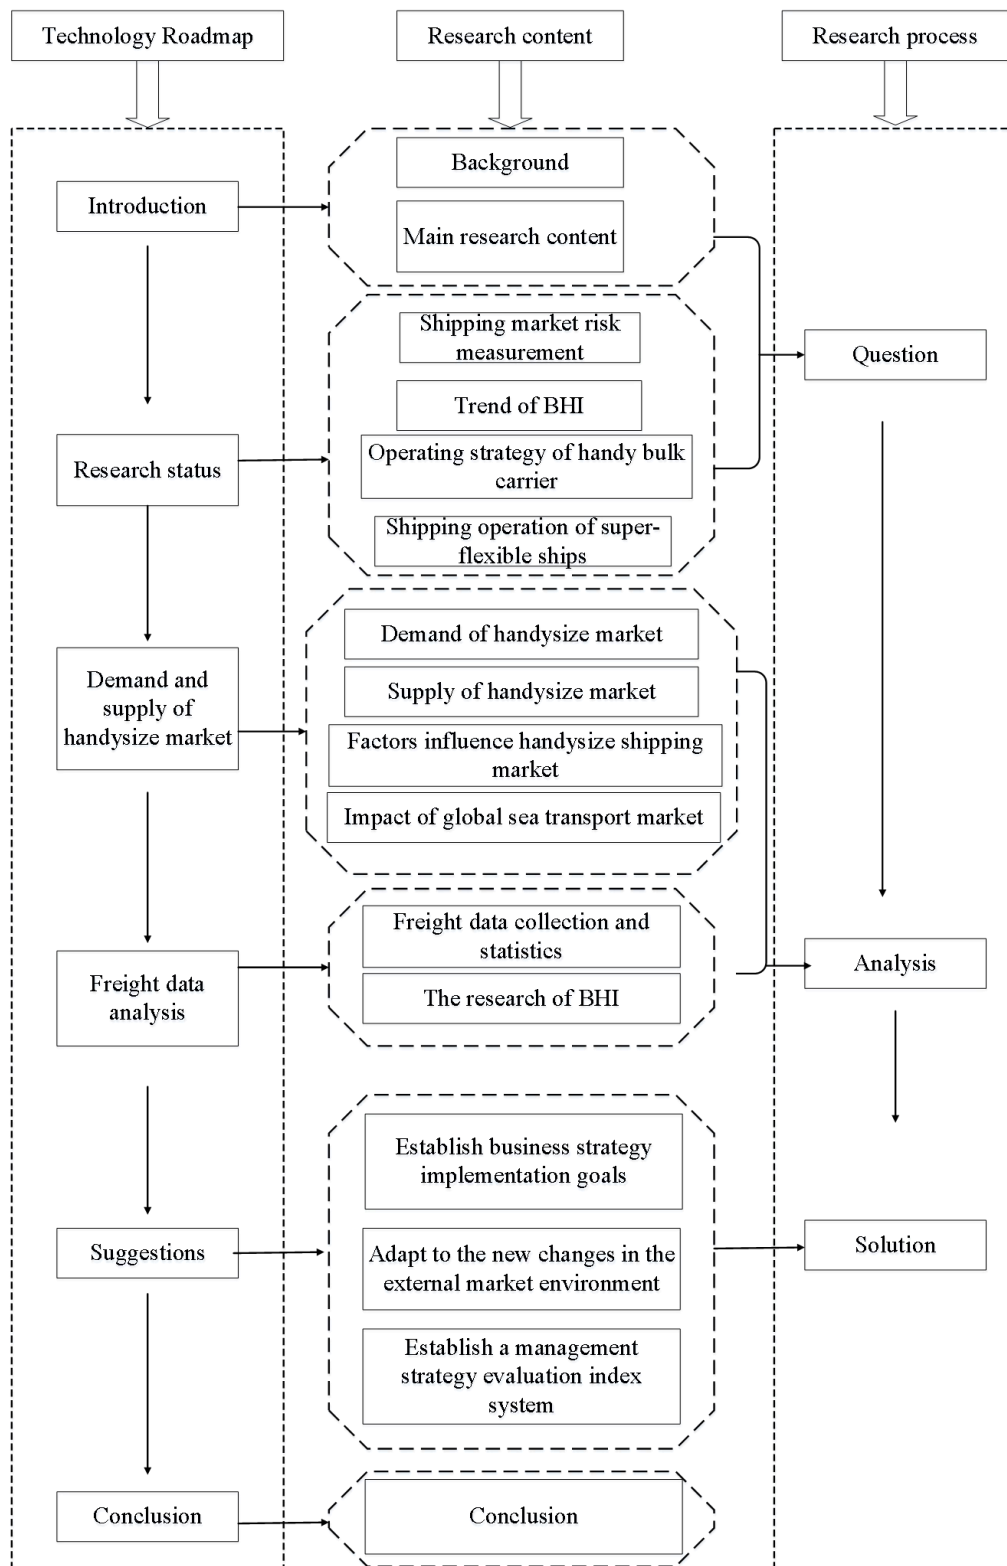 Technology Roadmap
Research content
Research process
Background
Introduction
Main research content
Shipping market risk
measurement
Question
Trend of BHI
Research status
Operating strategy of handy bulk
carrier
Shipping operation of super-
flexible ships
Demand and
supply of
handysize market
Demand of handysize market
Supply of handysize market
Factors influence handysize shipping
market
Impact of global sea transport market
Freight data
analysis
Freight data collection and
statistics
The research of BHI
Analysis
Suggestions
Establish business strategy
implementation goals
Adapt to the new changes in the
external market environment
Establish a management
strategy evaluation index
system
Solution
Conclusion
Conclusion